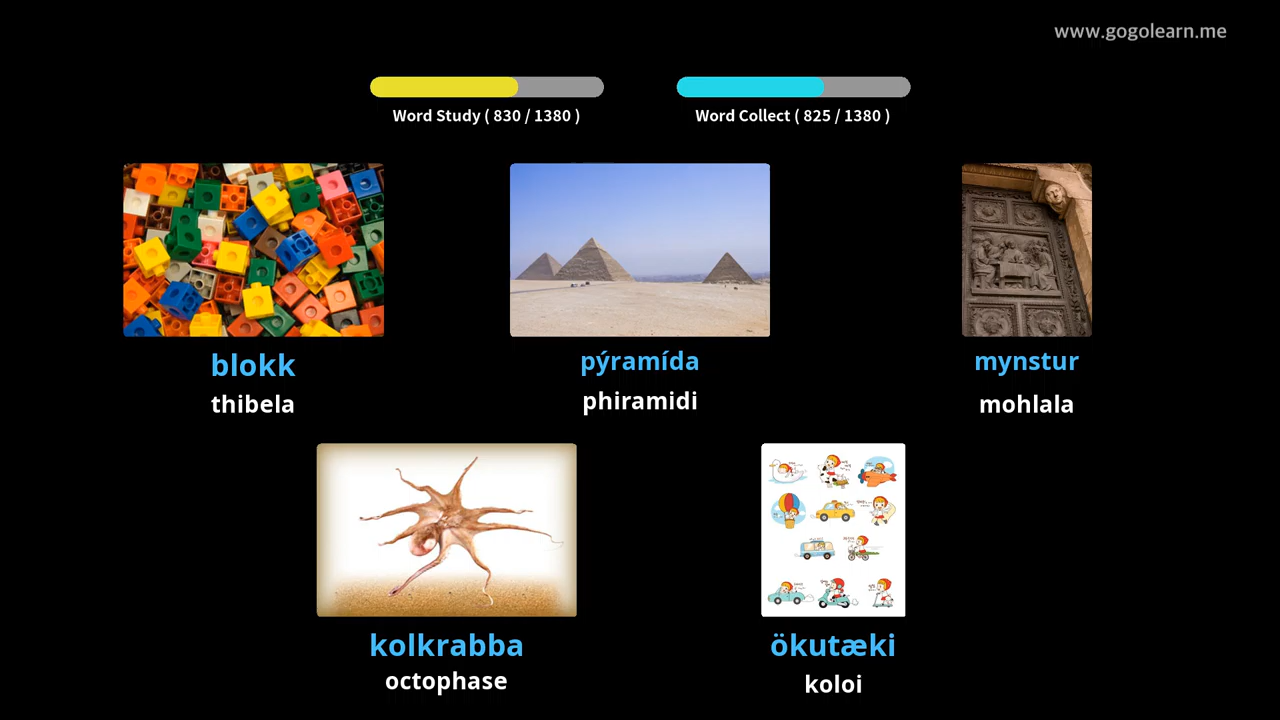 www.gogolearn.me
Word Study ( 830 / 1380 )
Word Collect ( 825 / 1380 )
blokk
thibela
pýramída
phiramidi
mynstur
mohlala
kolkrabba
octophase
ökutæki
koloi